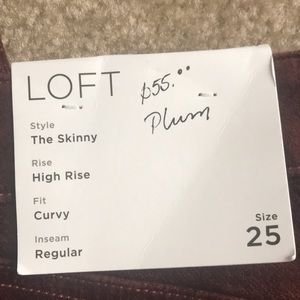 LOFT
$55.00
Plum
Style
The Skinny
Rise
High Rise
Fit
Curvy
Inseam
Regular
Size
25